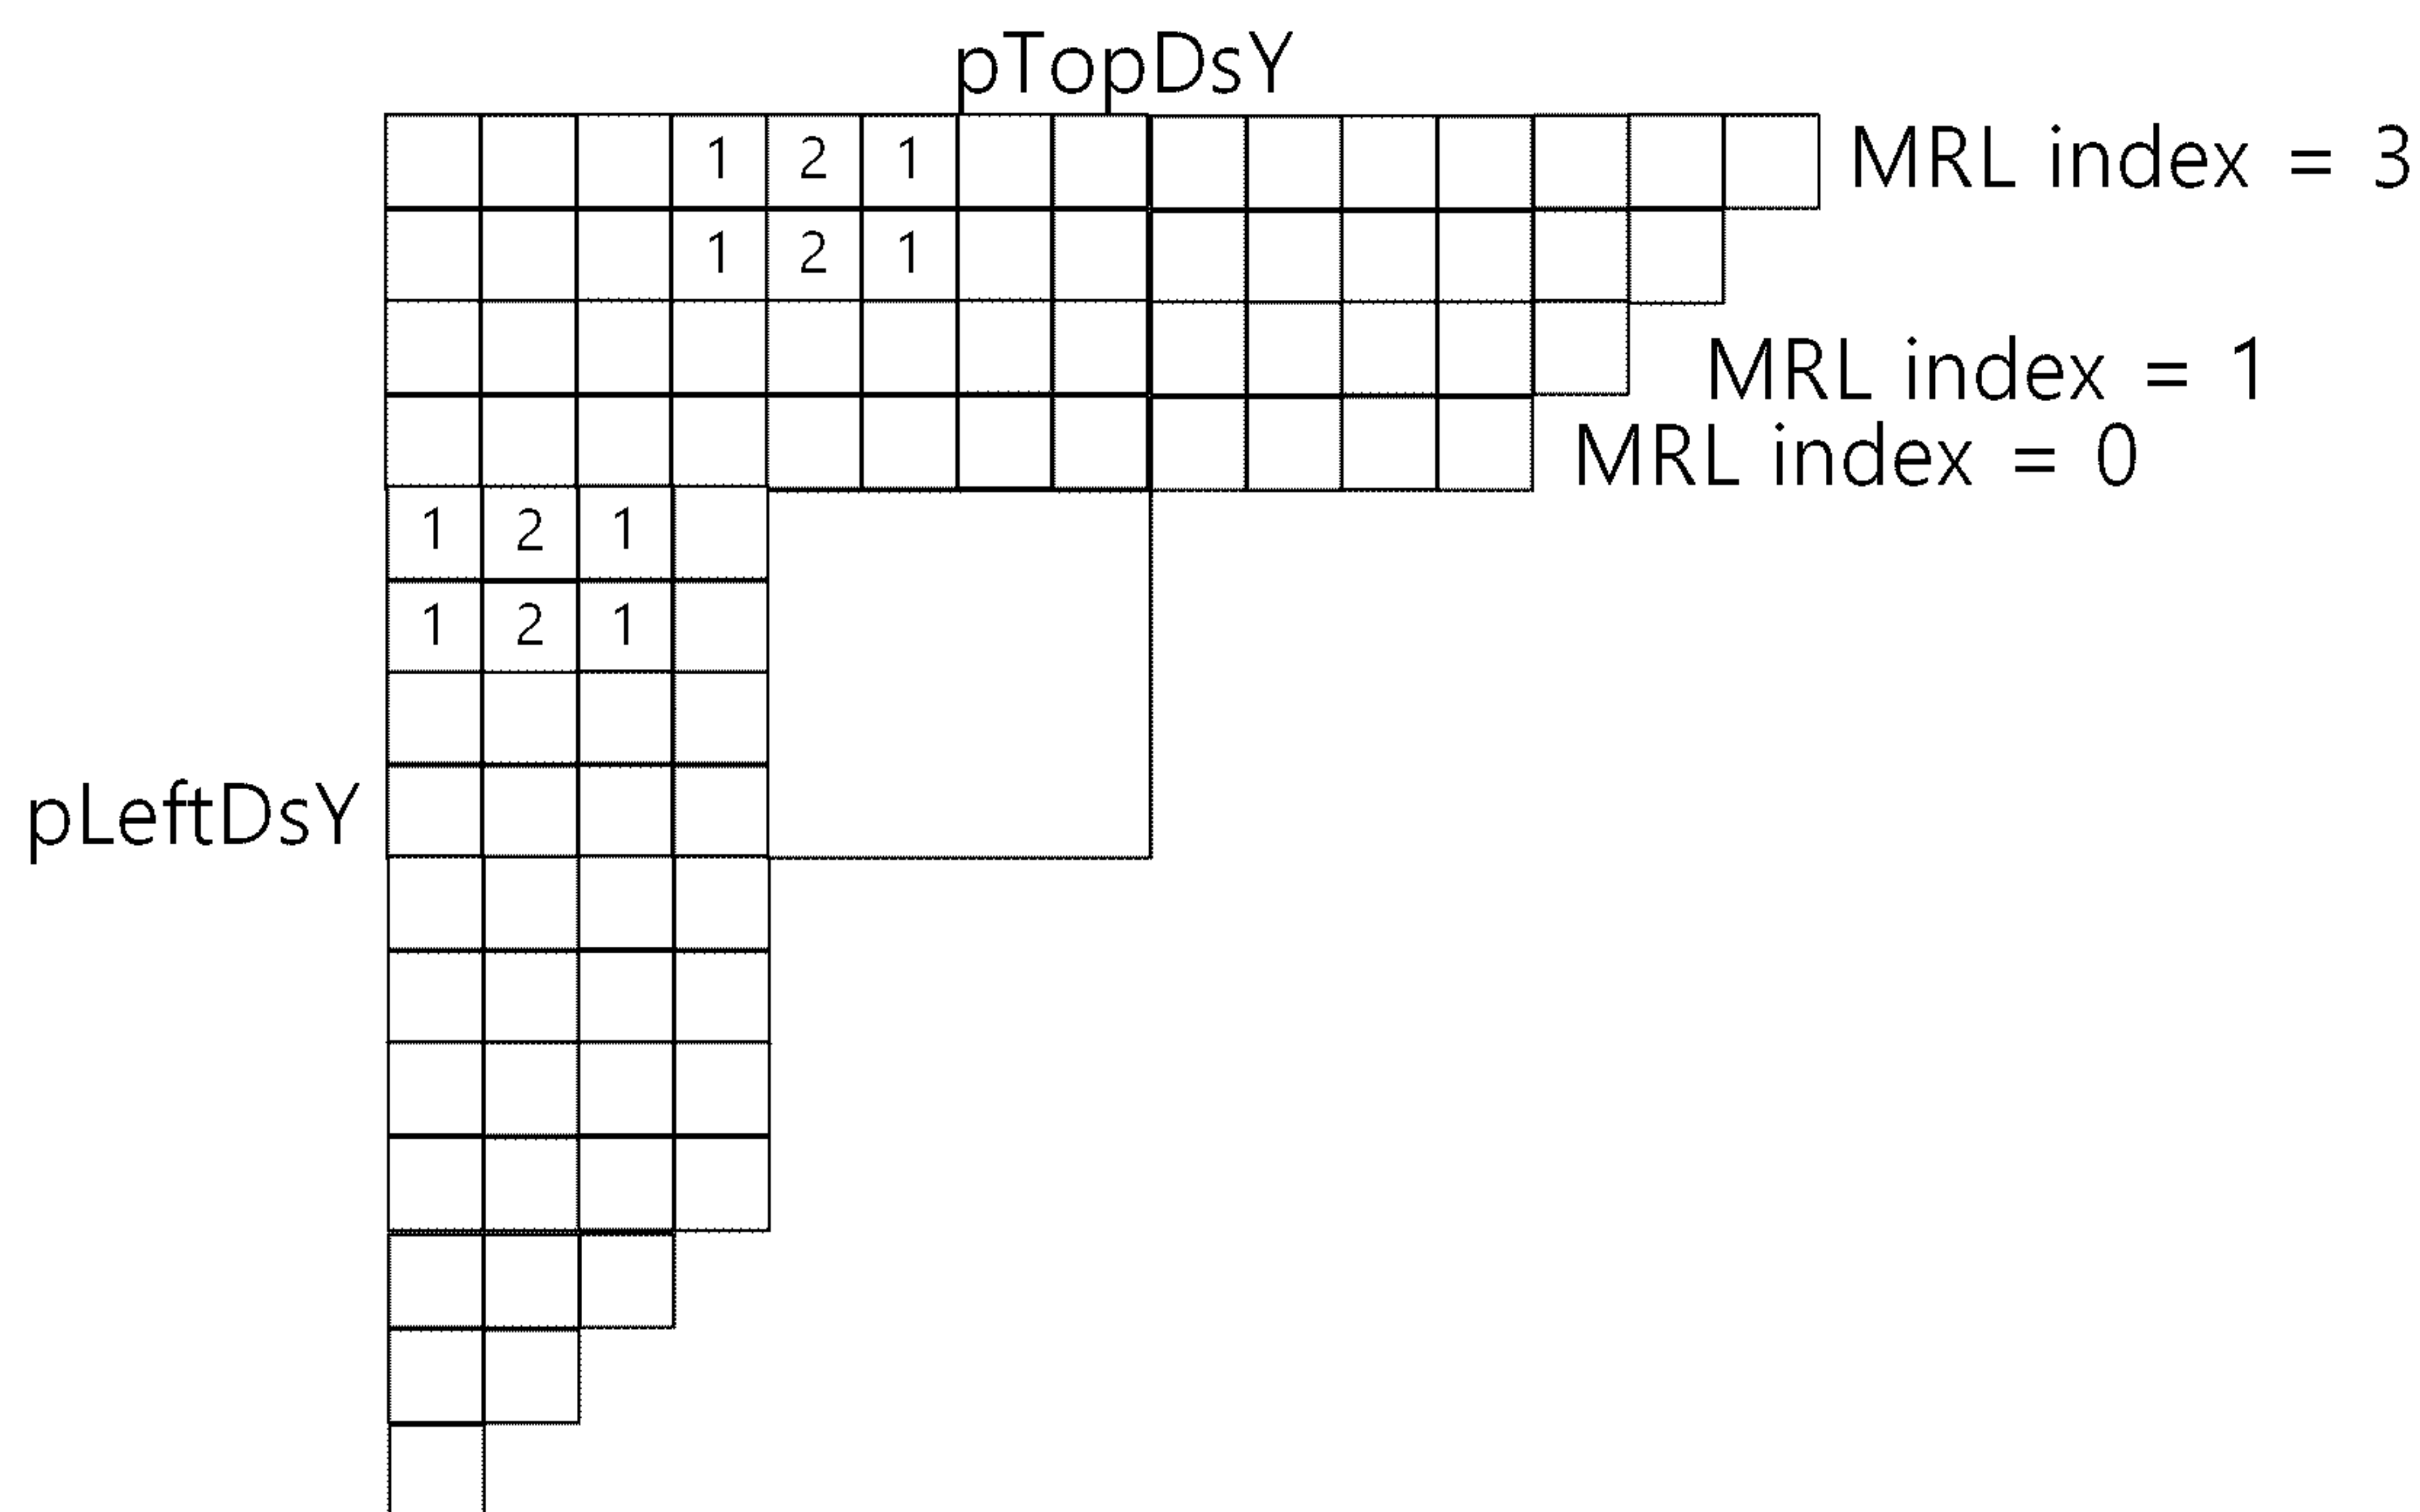 pTopDsY
1 2 1
MRL index = 3
1 2 1
MRL index = 1
MRL index = 0
1 2 1
1 2 1
pLeftDsY